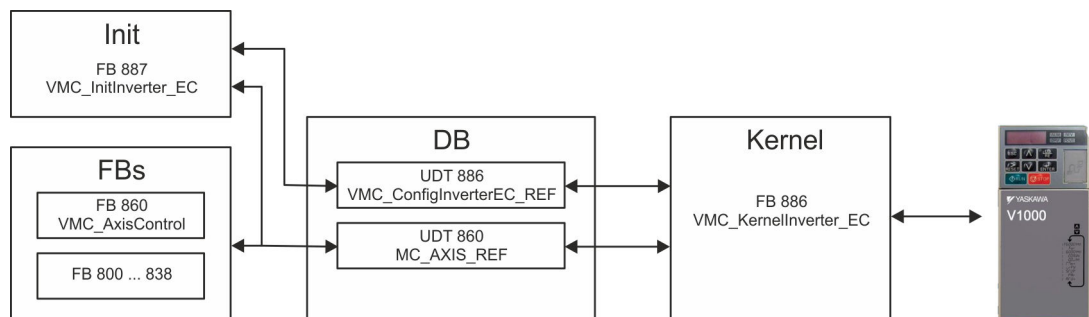 Init
FB 887
VMC_InitInverter_EC
FBs
FB 860
VMC_AxisControl
FB 800 ... 838
DB
UDT 886
VMC_ConfigInverterEC_REF
UDT 860
MC_AXIS_REF
Kernel
FB 886
VMC_KernelInverter_EC
YASKAWA
V1000